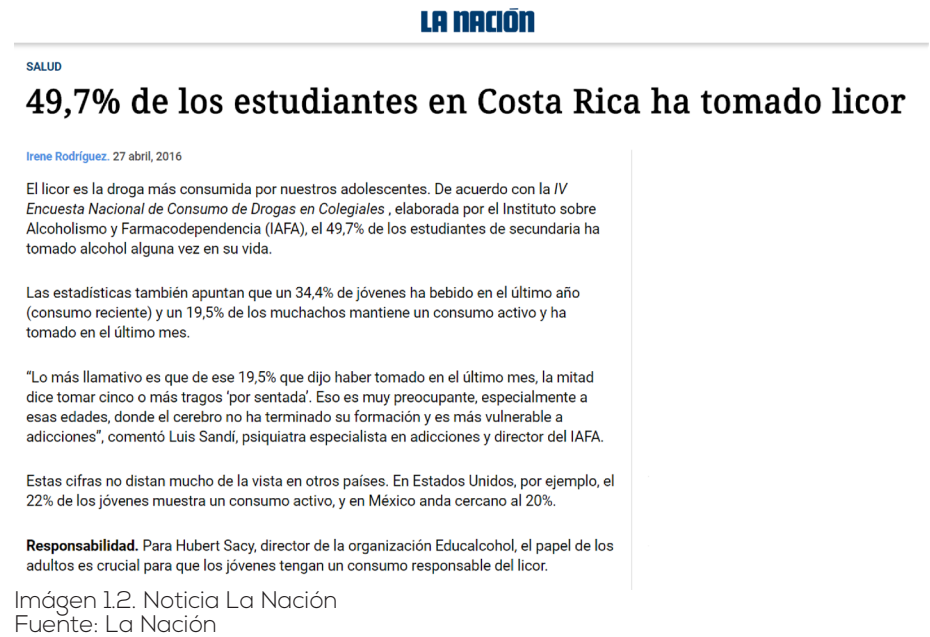 LA NACIÓN
SALUD
49,7% de los estudiantes en Costa Rica ha tomado licor
Irene Rodríguez. 27 abril, 2016
El licor es la droga más consumida por nuestros adolescentes. De acuerdo con la IV
Encuesta Nacional de Consumo de Drogas en Colegiales , elaborada por el Instituto sobre
Alcoholismo y Farmacodependencia (IAFA), el 49,7% de los estudiantes de secundaria ha
tomado alcohol alguna vez en su vida.
Las estadísticas también apuntan que un 34,4% de jóvenes ha bebido en el último año
(consumo reciente) y un 19,5% de los muchachos mantiene un consumo activo y ha
tomado en el último mes.
“Lo más llamativo es que de ese 19,5% que dijo haber tomado en el último mes, la mitad
dice tomar cinco o más tragos ‘por sentada’. Eso es muy preocupante, especialmente a
esas edades, donde el cerebro no ha terminado su formación y es más vulnerable a
adicciones”, comentó Luis Sandí, psiquiatra especialista en adicciones y director del IAFA.
Estas cifras no distan mucho de la vista en otros países. En Estados Unidos, por ejemplo, el
22% de los jóvenes muestra un consumo activo, y en México anda cercano al 20%.
Responsabilidad. Para Hubert Sacy, director de la organización Educalcohol, el papel de los
adultos es crucial para que los jóvenes tengan un consumo responsable del licor.
Imágen 1.2. Noticia La Nación
Fuente: La Nación